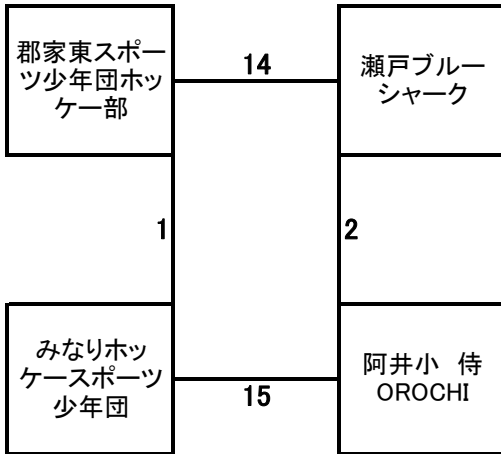 郡家東スポー
ツ少年団ホッ
ケー部
14
瀬戸ブルー
シャーク
1
2
みなりホッ
ケースポーツ
少年団
15
阿井小 侍
OROCHI